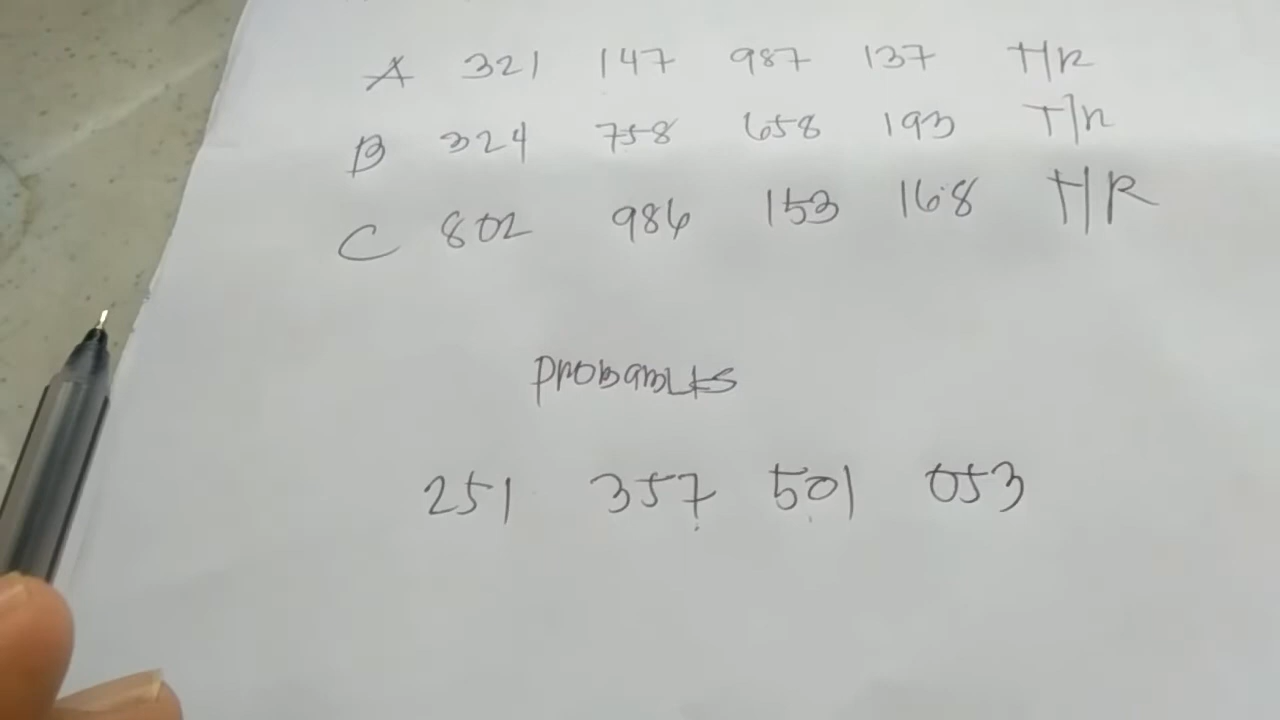 A 321 147 987 137 T/R
B 324 758 658 193 T/R
C 802 986 153 168 T/R
Probables
251 357 501 053